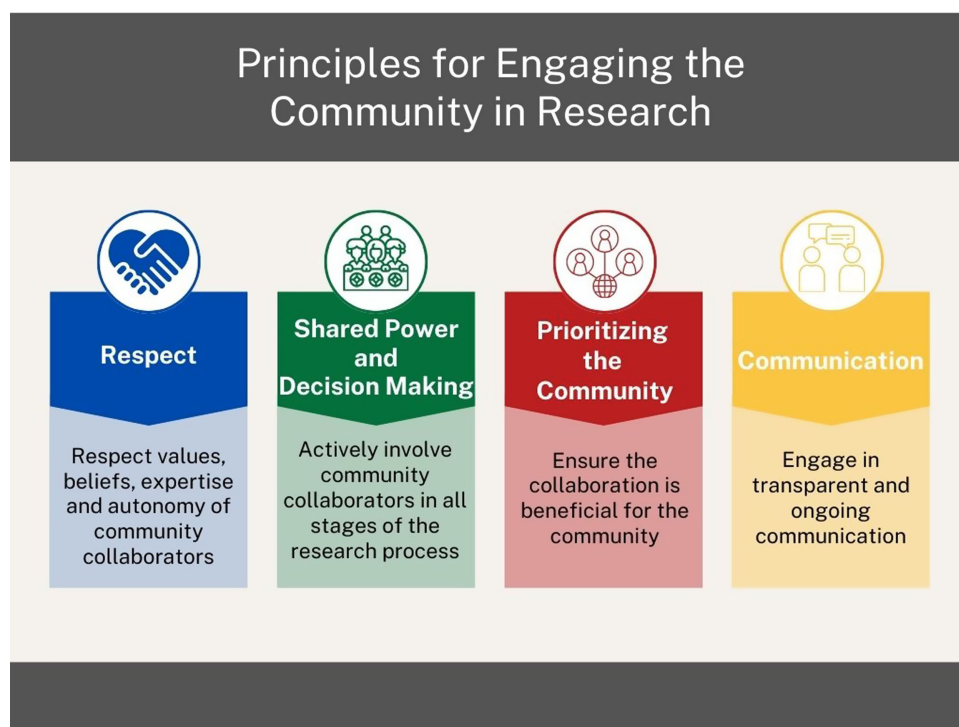 Principles for Engaging the
Community in Research
Respect
Respect values,
beliefs, expertise
and autonomy of
community
collaborators
Shared Power
and
Decision Making
Actively involve
community
collaborators in all
stages of the
research process
Prioritizing
the
Community
Ensure the
collaboration is
beneficial for the
community
Communication
Engage in
transparent and
ongoing
communication